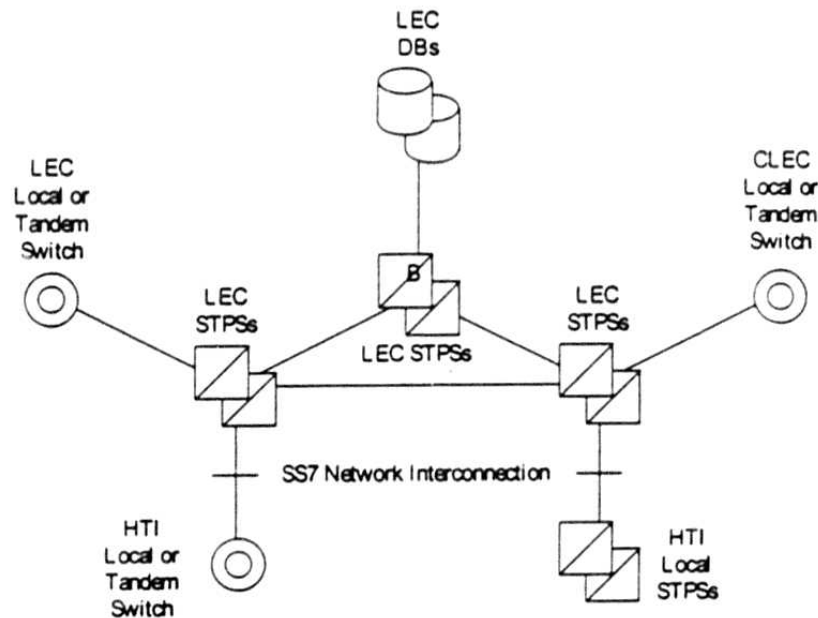 LEC
DBs
LEC
Local or
Tandem
Switch
CLEC
Local or
Tandem
Switch
B
LEC
STPSs
LEC
STPSs
LEC STPSs
SS7 Network Interconnection
HTI
Local or
Tandem
Switch
HTI
Local
STPSs